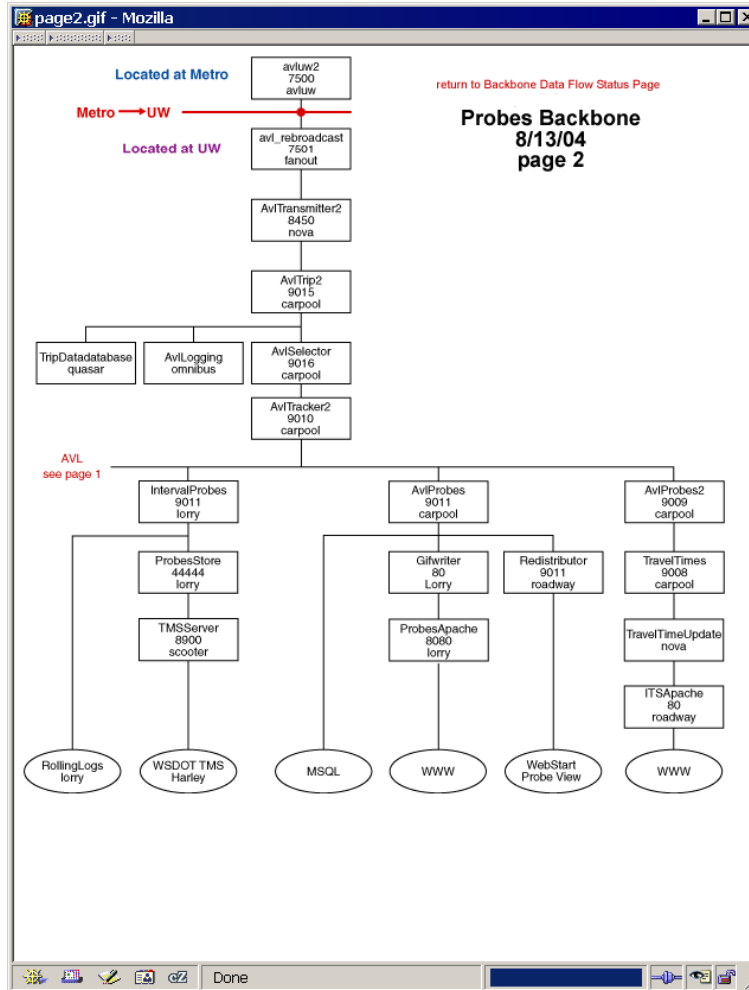 page2.gif - Mozilla
Located at Metro
avluw2
7500
avluw
return to Backbone Data Flow Status Page
Metro → UW
Probes Backbone
8/13/04
page 2
Located at UW
avl_rebroadcast
7501
fanout
AvlTransmitter2
8450
nova
AvlTrip2
9015
carpool
TripDatadatabase
quasar
AvlLogging
omnibus
AvlSelector
9016
carpool
AvlTracker2
9010
carpool
AVL
see page 1
IntervalProbes
9011
lorry
AvlProbes
9011
carpool
AvlProbes2
9009
carpool
ProbesStore
44444
lorry
Gifwriter
80
Lorry
Redistributor
9011
roadway
TravelTimes
9008
carpool
TMSServer
8900
scooter
ProbesApache
8080
lorry
TravelTimeUpdate
nova
ITSApache
80
roadway
RollingLogs
lorry
WSDOT TMS
Harley
MSQL
WWW
WebStart
Probe View
WWW
Done